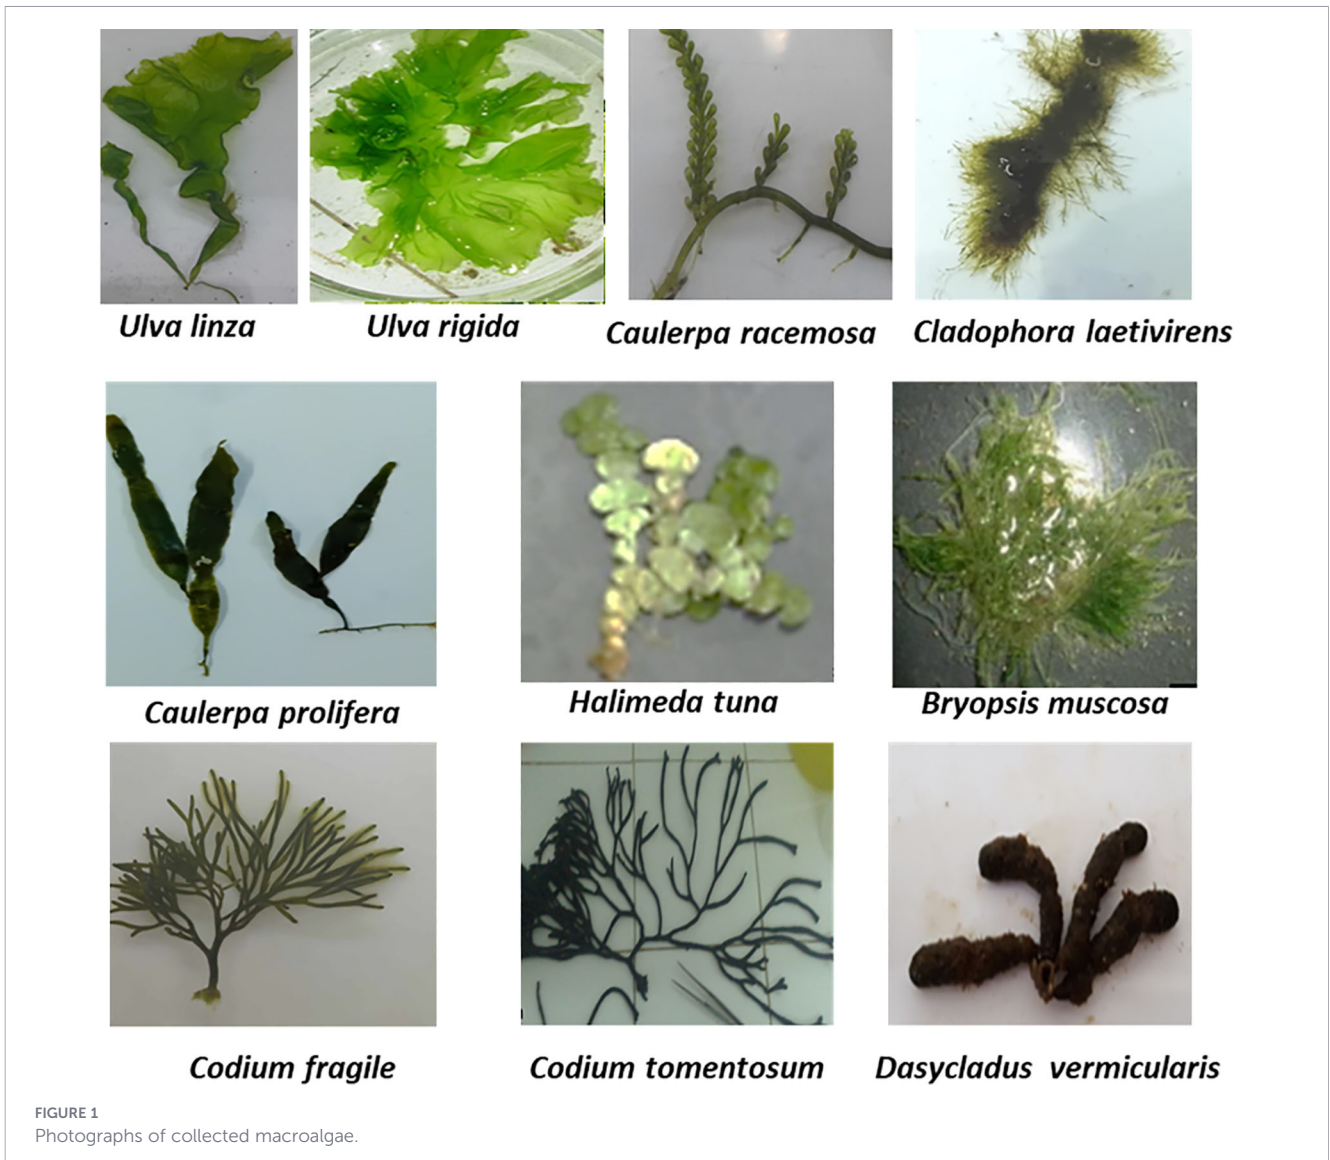 Ulva linza
Ulva rigida
Caulerpa racemosa
Cladophora laetivirens
Caulerpa prolifera
Halimeda tuna
Bryopsis muscosa
Codium fragile
Codium tomentosum
Dasycladus vermicularis
FIGURE 1
Photographs of collected macroalgae.